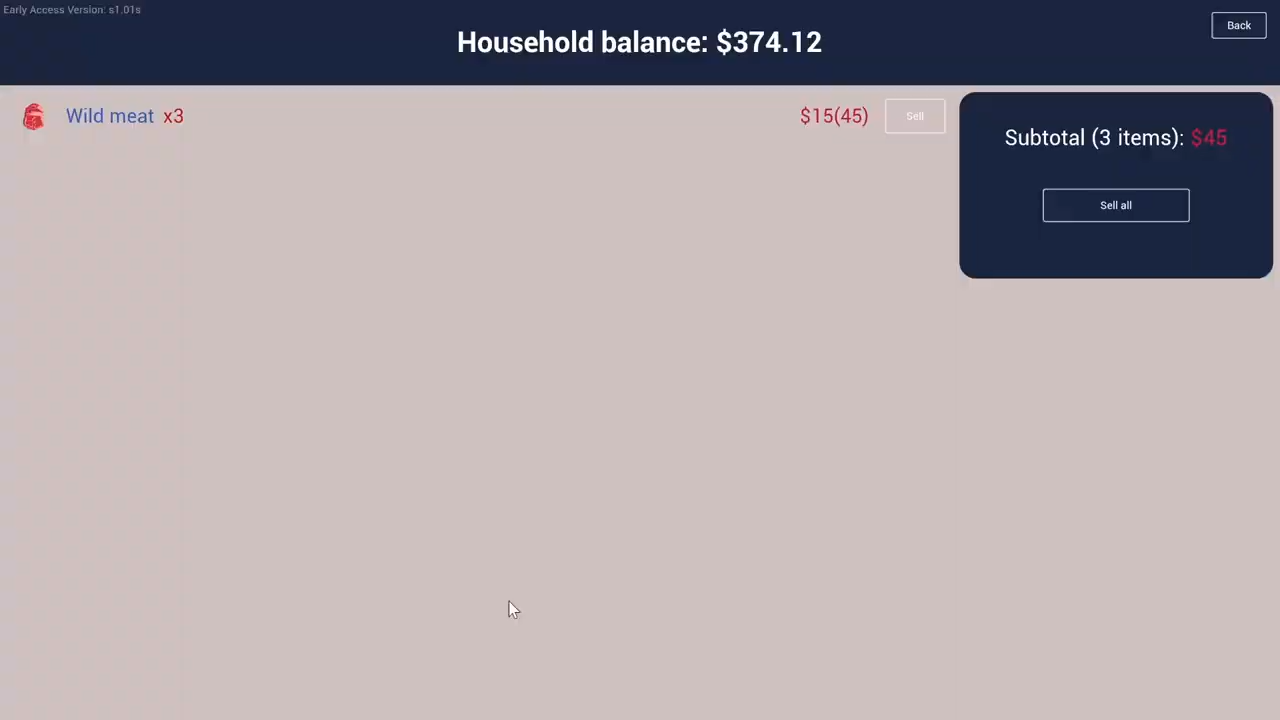 Early Access Version: s1.01s
Household balance: $374.12
Back
Wild meat x3 $15(45) Sell
Subtotal (3 items): $45
Sell all